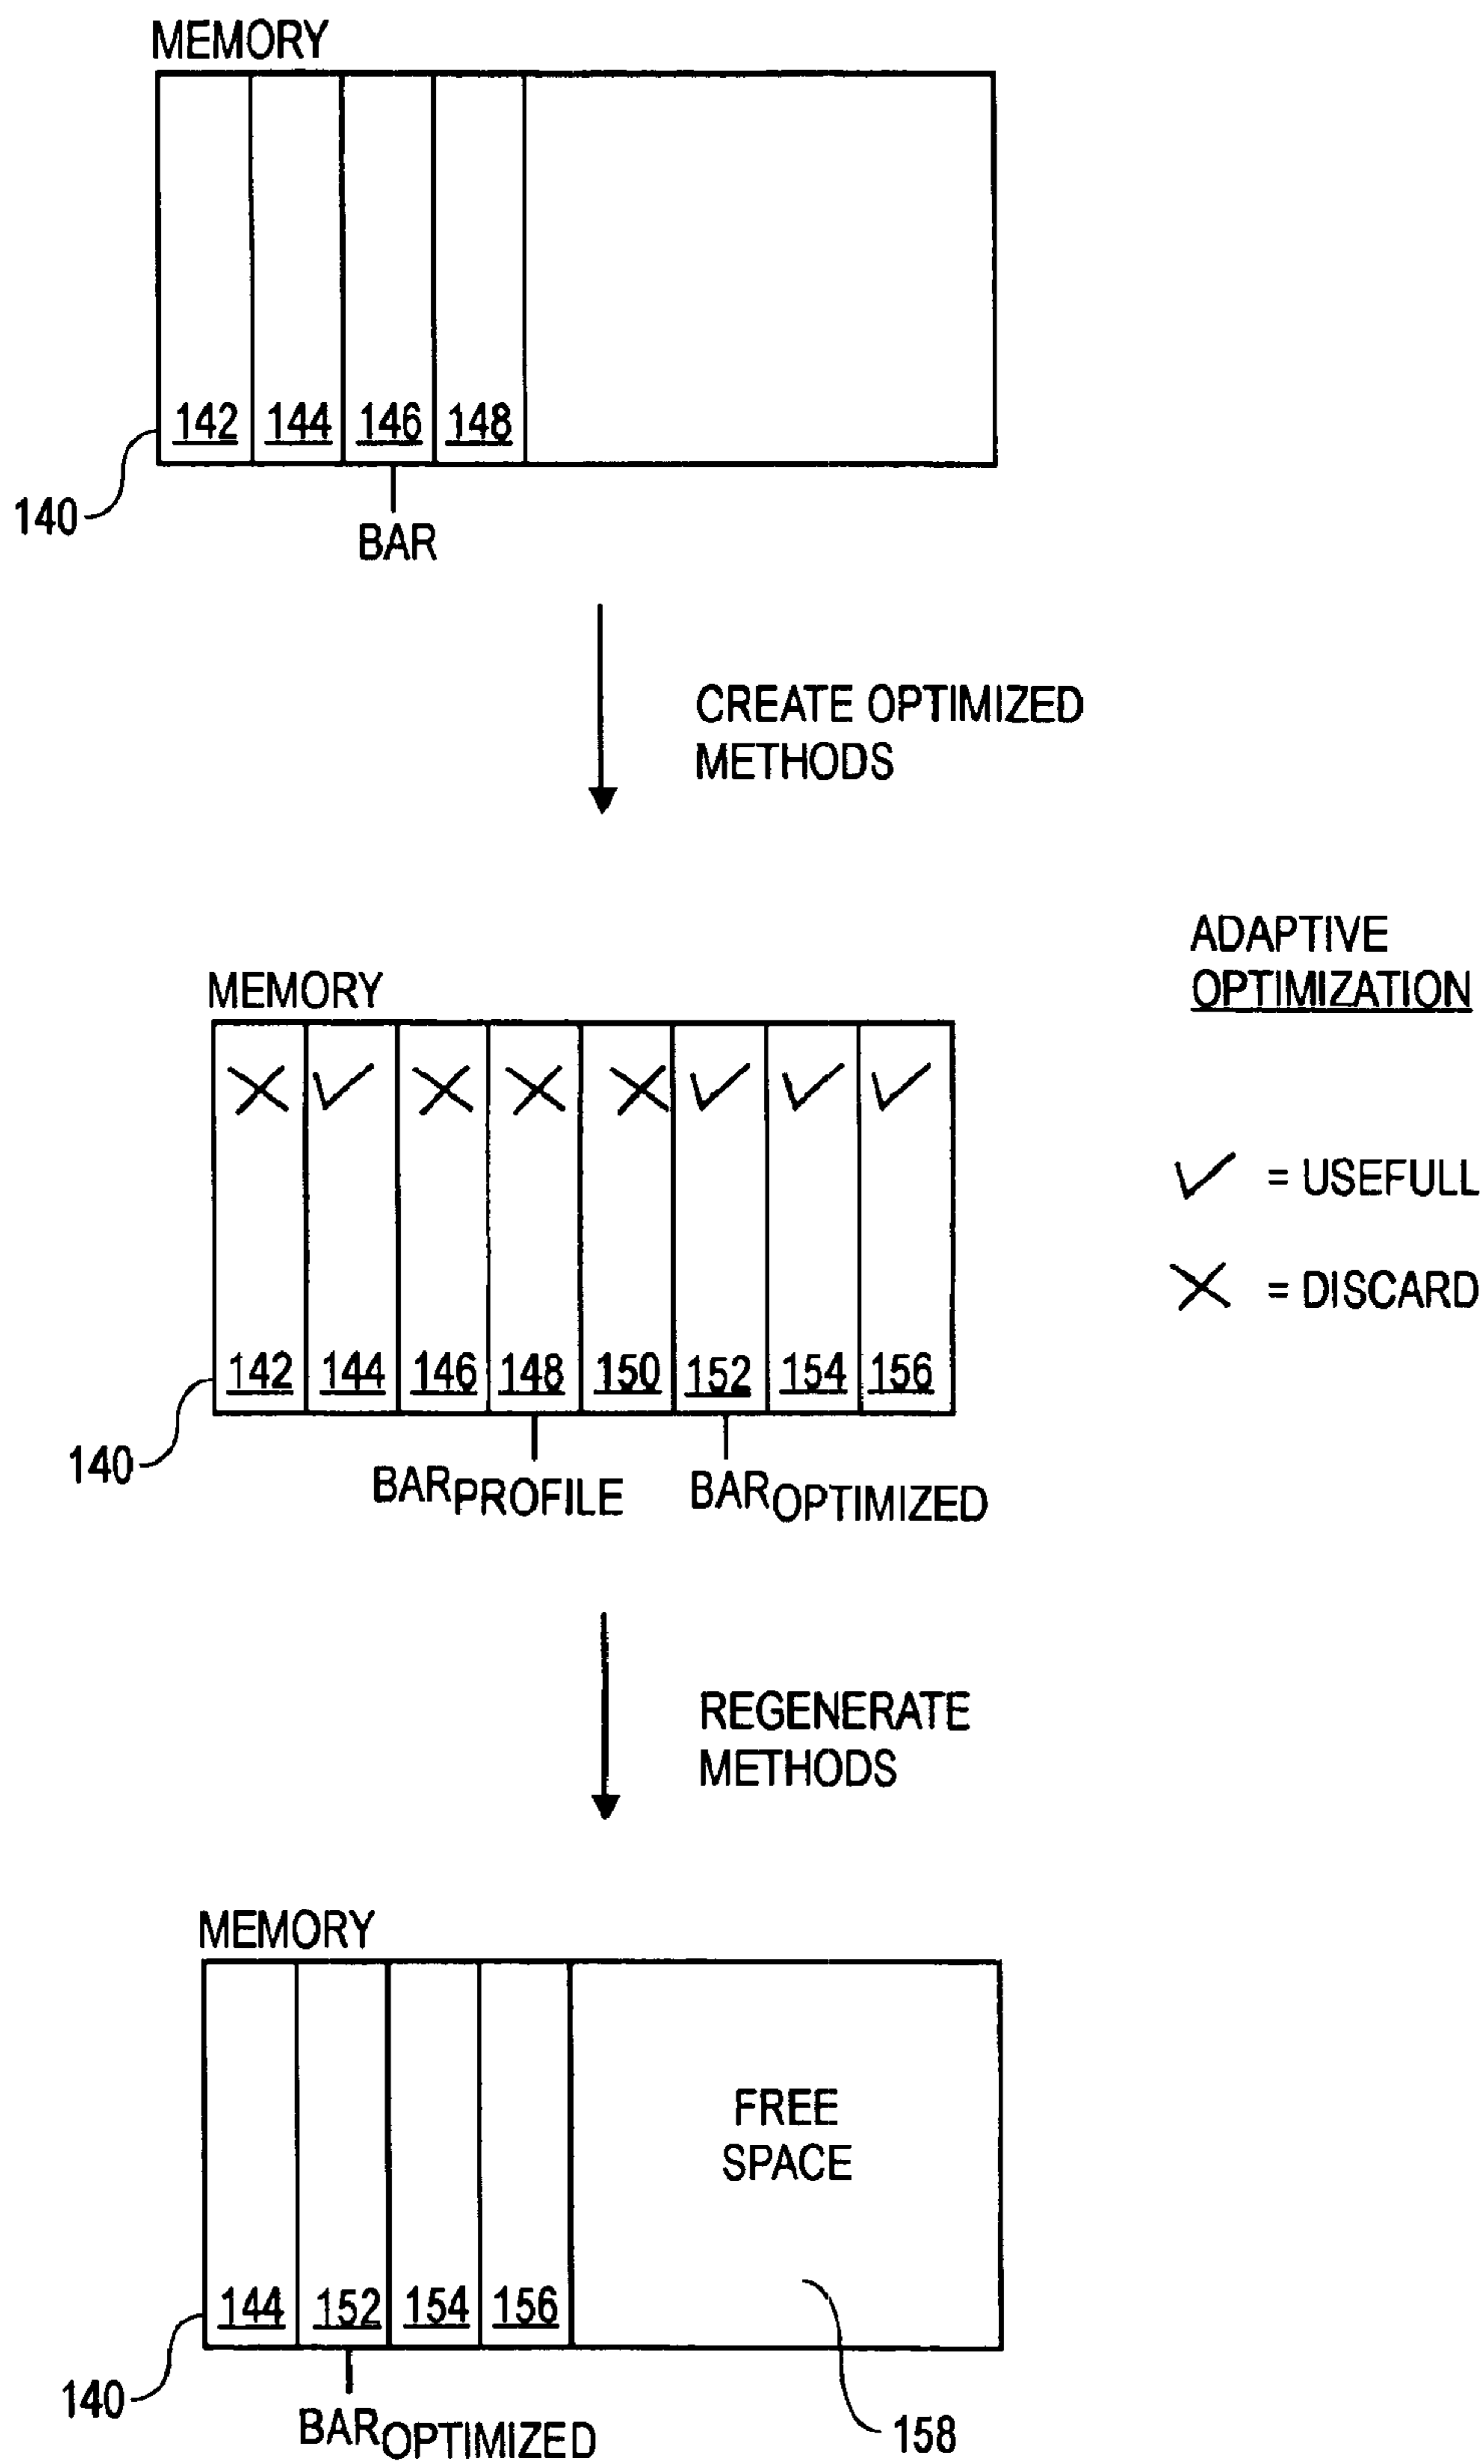 MEMORY
142 144 146 148
140
BAR
CREATE OPTIMIZED
METHODS
ADAPTIVE
OPTIMIZATION
MEMORY
= USEFULL
= DISCARD
142 144 146 148 150 152 154 156
140
BARPROFILE BAROPTIMIZED
REGENERATE
METHODS
MEMORY
FREE
SPACE
144 152 154 156
140
BAROPTIMIZED
158